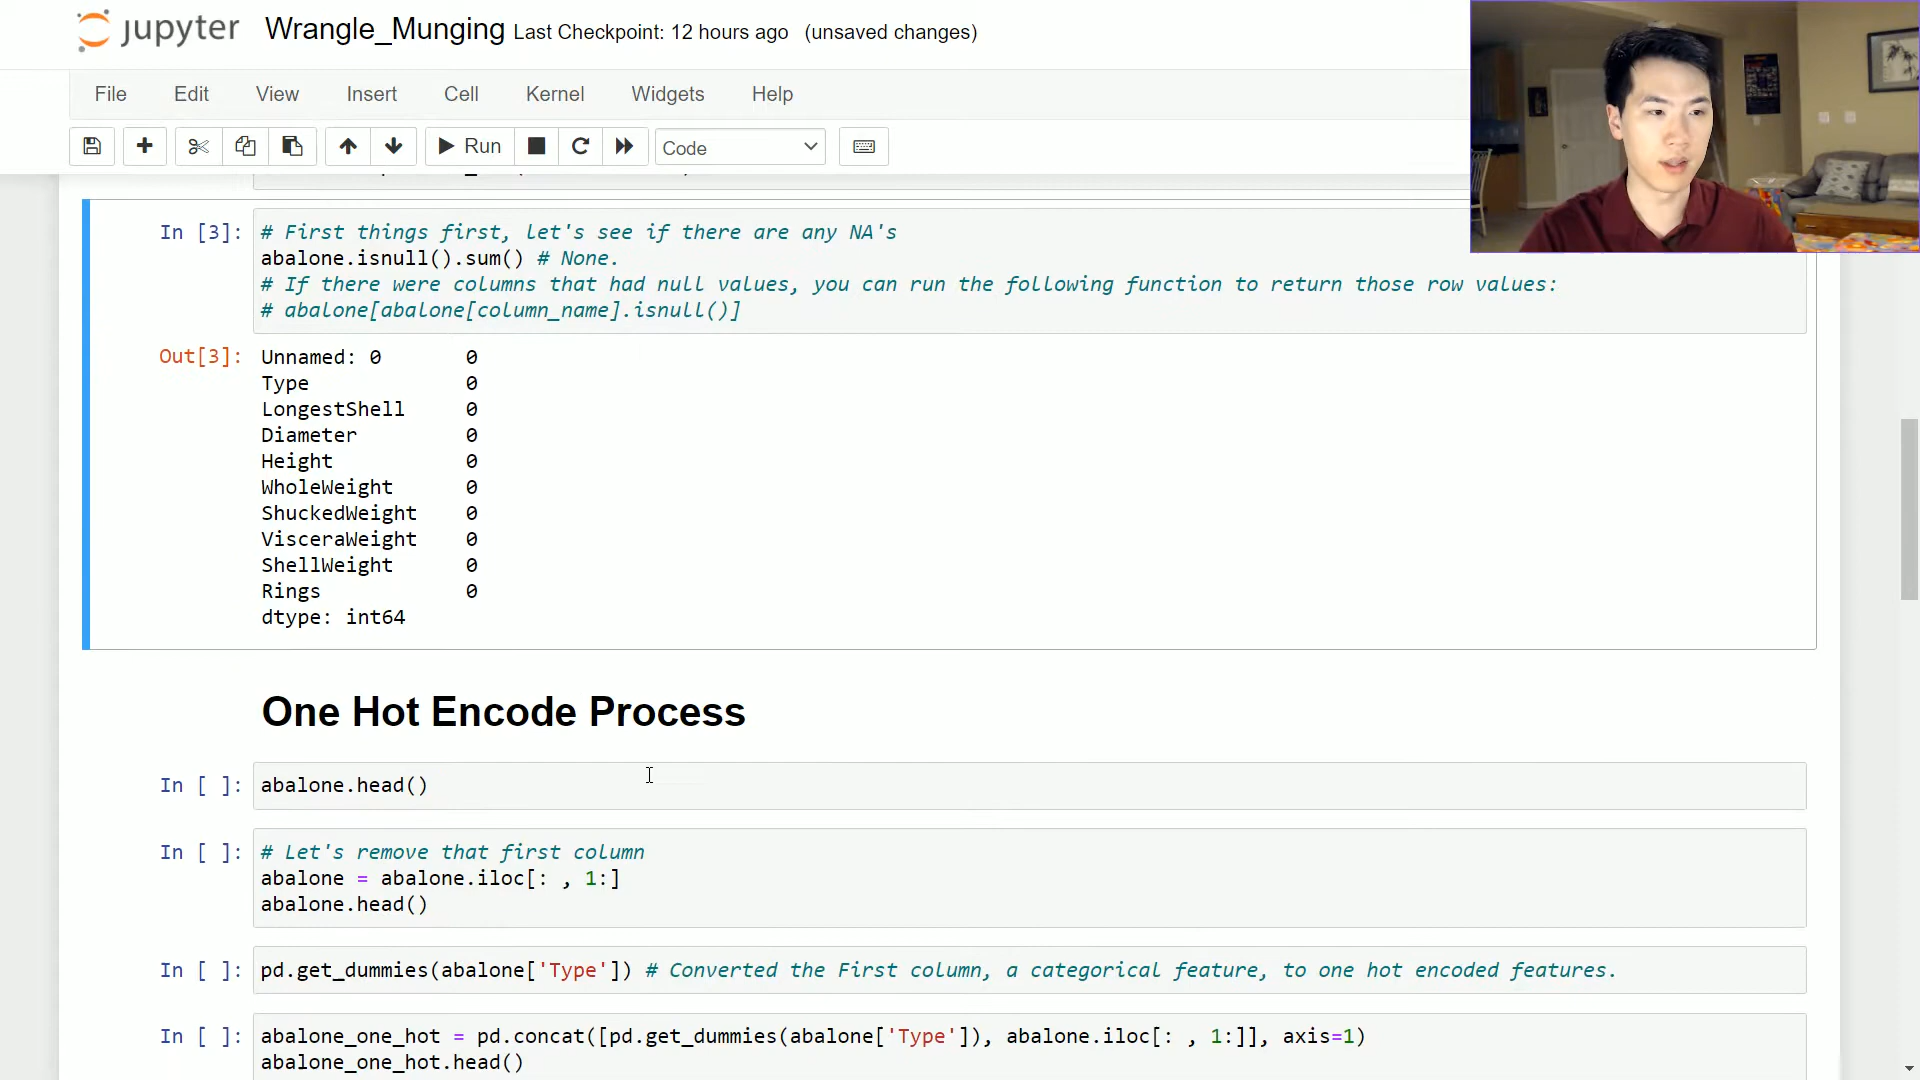 jupyter Wrangle_Munging Last Checkpoint: 12 hours ago (unsaved changes)
File Edit View Insert Cell Kernel Widgets Help
Run Code
In [3]: # First things first, let's see if there are any NA's
abalone.isnull().sum() # None.
# If there were columns that had null values, you can run the following function to return those row values:
# abalone[abalone[column_name].isnull()]
Out[3]: Unnamed: 0 0
Type 0
LongestShell 0
Diameter 0
Height 0
WholeWeight 0
ShuckedWeight 0
VisceraWeight 0
ShellWeight 0
Rings 0
dtype: int64
One Hot Encode Process
In [ ]: abalone.head()
In [ ]: # Let's remove that first column
abalone = abalone.iloc[: , 1:]
abalone.head()
In [ ]: pd.get_dummies(abalone['Type']) # Converted the First column, a categorical feature, to one hot encoded features.
In [ ]: abalone_one_hot = pd.concat([pd.get_dummies(abalone['Type']), abalone.iloc[: , 1:]], axis=1)
abalone_one_hot.head()